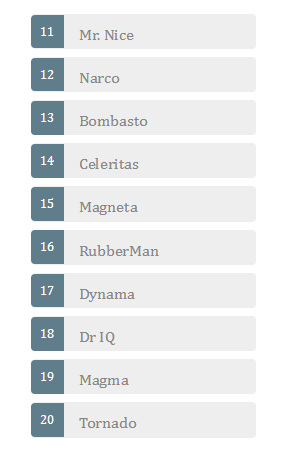 11 Mr. Nice
12 Narco
13 Bombasto
14 Celeritas
15 Magneta
16 RubberMan
17 Dynama
18 Dr IQ
19 Magma
20 Tornado